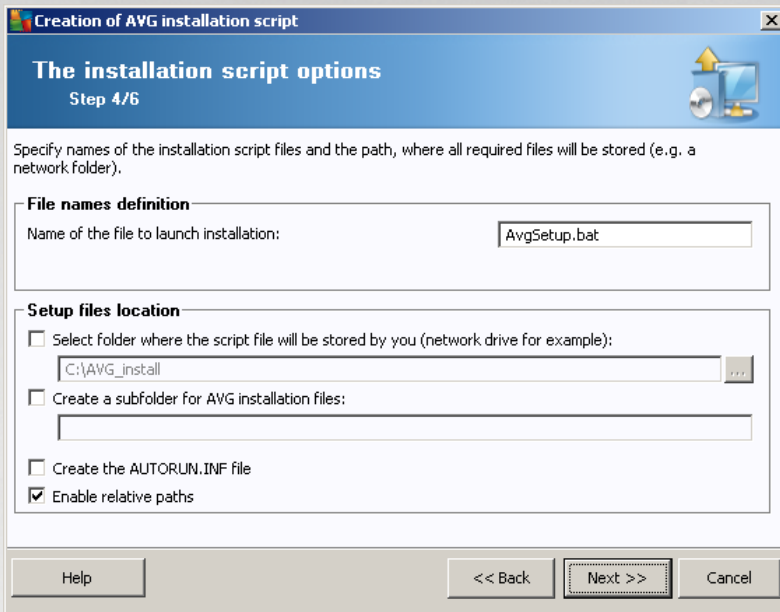 Creation of AVG installation script
The installation script options
Step 4/6
Specify names of the installation script files and the path, where all required files will be stored (e.g. a
network folder).
File names definition
Name of the file to launch installation:
AvgSetup.bat
Setup files location
Select folder where the script file will be stored by you (network drive for example):
C:\AVG_install
...
Create a subfolder for AVG installation files:
Create the AUTORUN.INF file
Enable relative paths
Help
<< Back
Next >>
Cancel